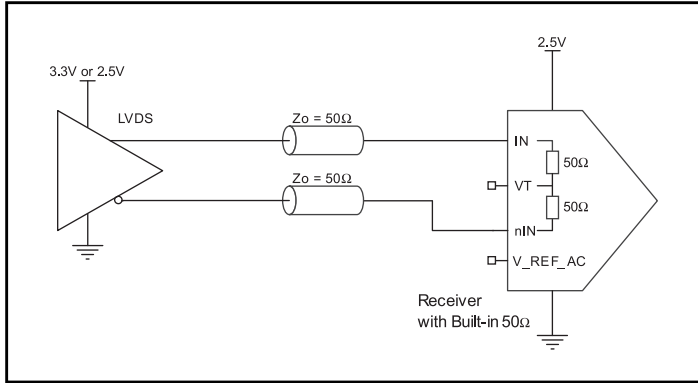 2.5V
3.3V or 2.5V
LVDS
Zo = 50Ω
IN
50Ω
Zo = 50Ω
VT
50Ω
nIN
V_REF_AC
Receiver
with Built-in 50Ω